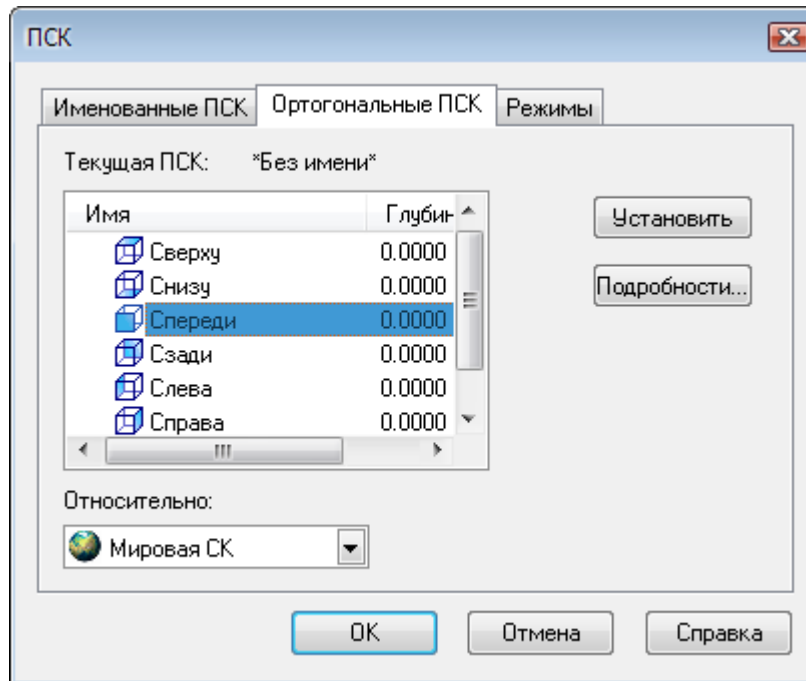 ПСК
Именованные ПСК Ортогональные ПСК Режимы
Текущая ПСК: *Без имени*
Имя Глубин
Сверху 0.0000
Снизу 0.0000
Спереди 0.0000
Сзади 0.0000
Слева 0.0000
Справа 0.0000
Установить
Подробности...
Относительно:
Мировая СК
OK Отмена Справка